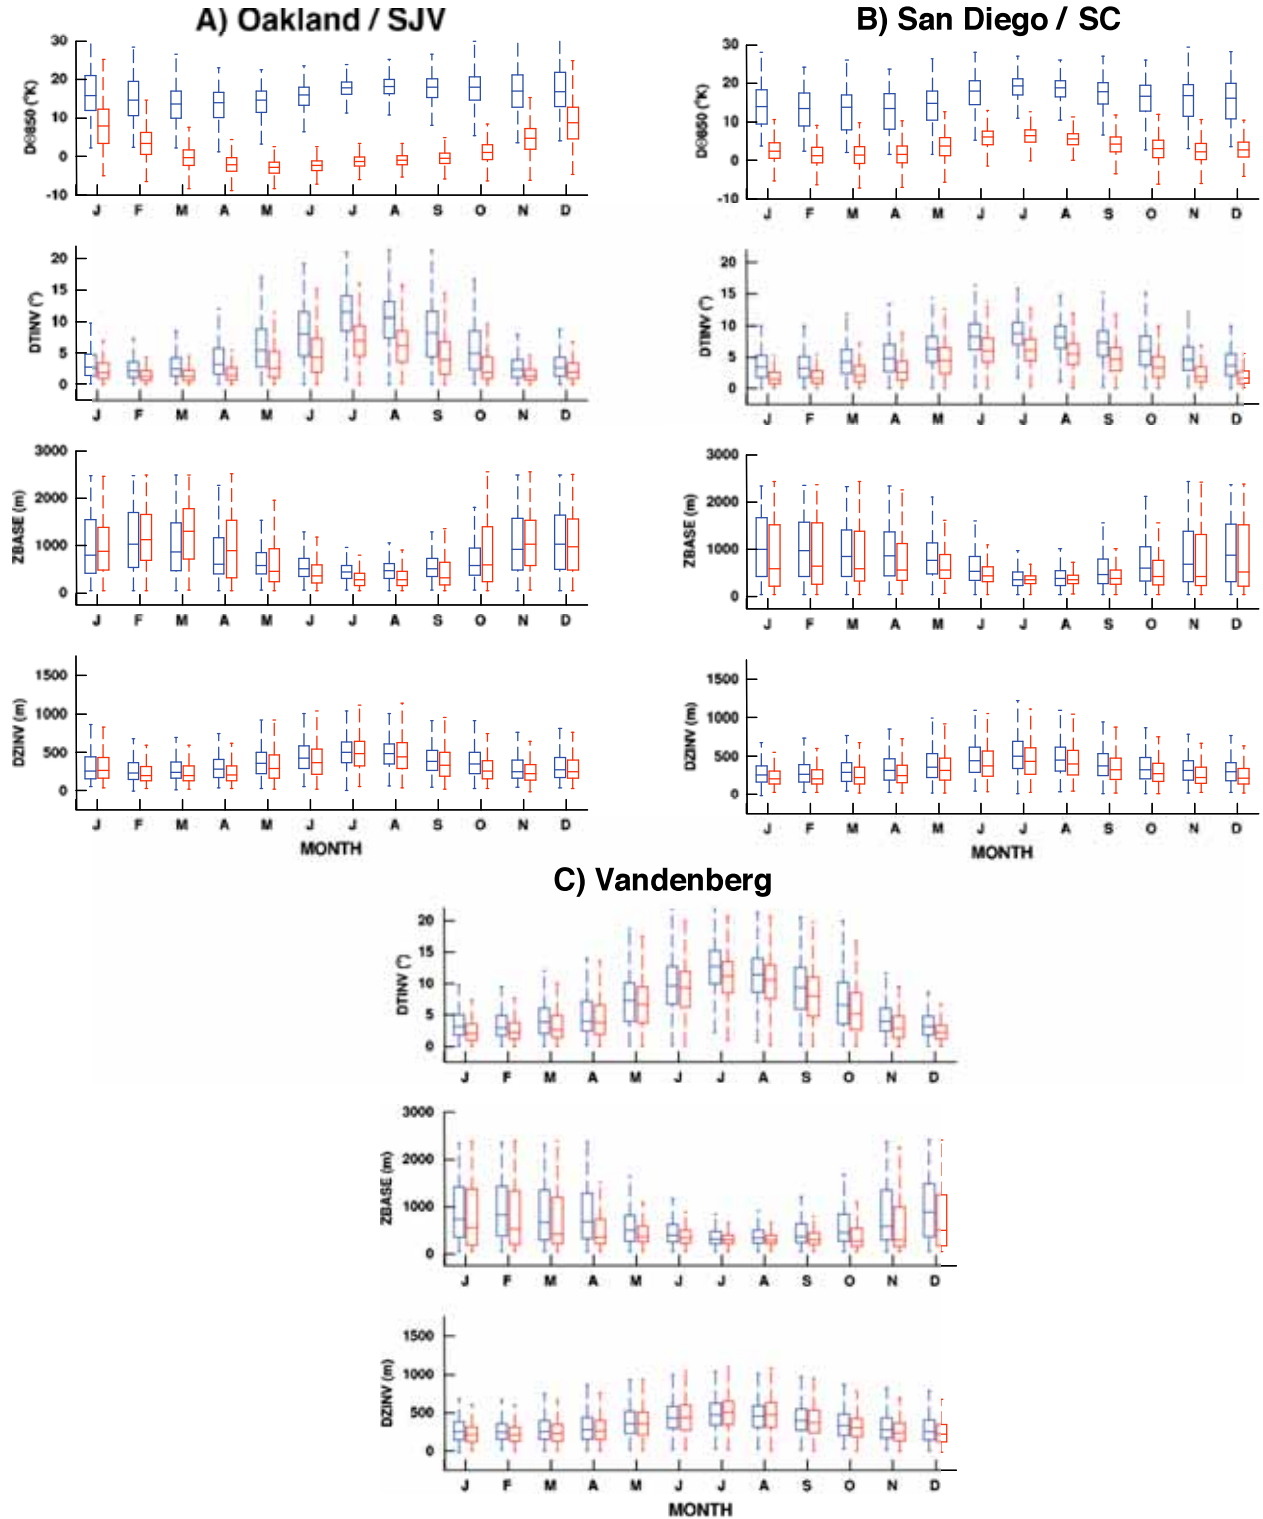 A) Oakland / SJV
30
20
10
0
-10
DΘ850 (°K)
J F M A M J J A S O N D
20
15
10
5
0
DTINV (°)
J F M A M J J A S O N D
3000
2000
1000
0
ZBASE (m)
J F M A M J J A S O N D
1500
1000
500
0
DZINV (m)
J F M A M J J A S O N D
MONTH
B) San Diego / SC
30
20
10
0
-10
DΘ850 (°K)
J F M A M J J A S O N D
20
15
10
5
0
DTINV (°)
J F M A M J J A S O N D
3000
2000
1000
0
ZBASE (m)
J F M A M J J A S O N D
1500
1000
500
0
DZINV (m)
J F M A M J J A S O N D
MONTH
C) Vandenberg
20
15
10
5
0
DTINV (°)
J F M A M J J A S O N D
3000
2000
1000
0
ZBASE (m)
J F M A M J J A S O N D
1500
1000
500
0
DZINV (m)
J F M A M J J A S O N D
MONTH